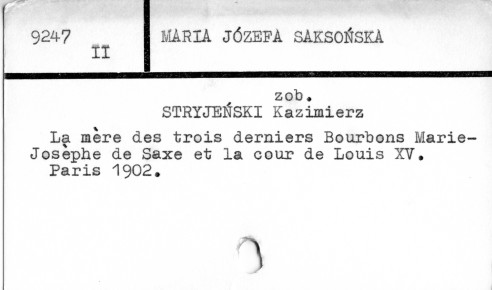 9247 II
MARIA JÓZEFA SAKSOŃSKA
zob.
STRYJEŃSKI Kazimierz
La mère des trois derniers Bourbons Marie-
Josèphe de Saxe et la cour de Louis XV.
Paris 1902.